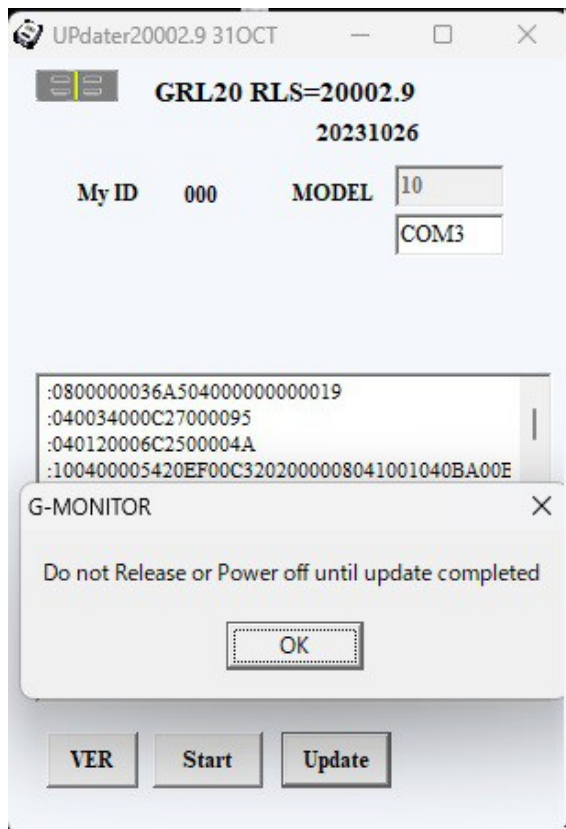 UPdater20002.9 31OCT
GRL20 RLS=20002.9
20231026
My ID 000 MODEL 10
COM3
:0800000036A504000000000019
:040034000C27000095
:040120006C2500004A
:100400005420EF00C3202000008041001040BA00E
G-MONITOR
Do not Release or Power off until update completed
OK
VER Start Update